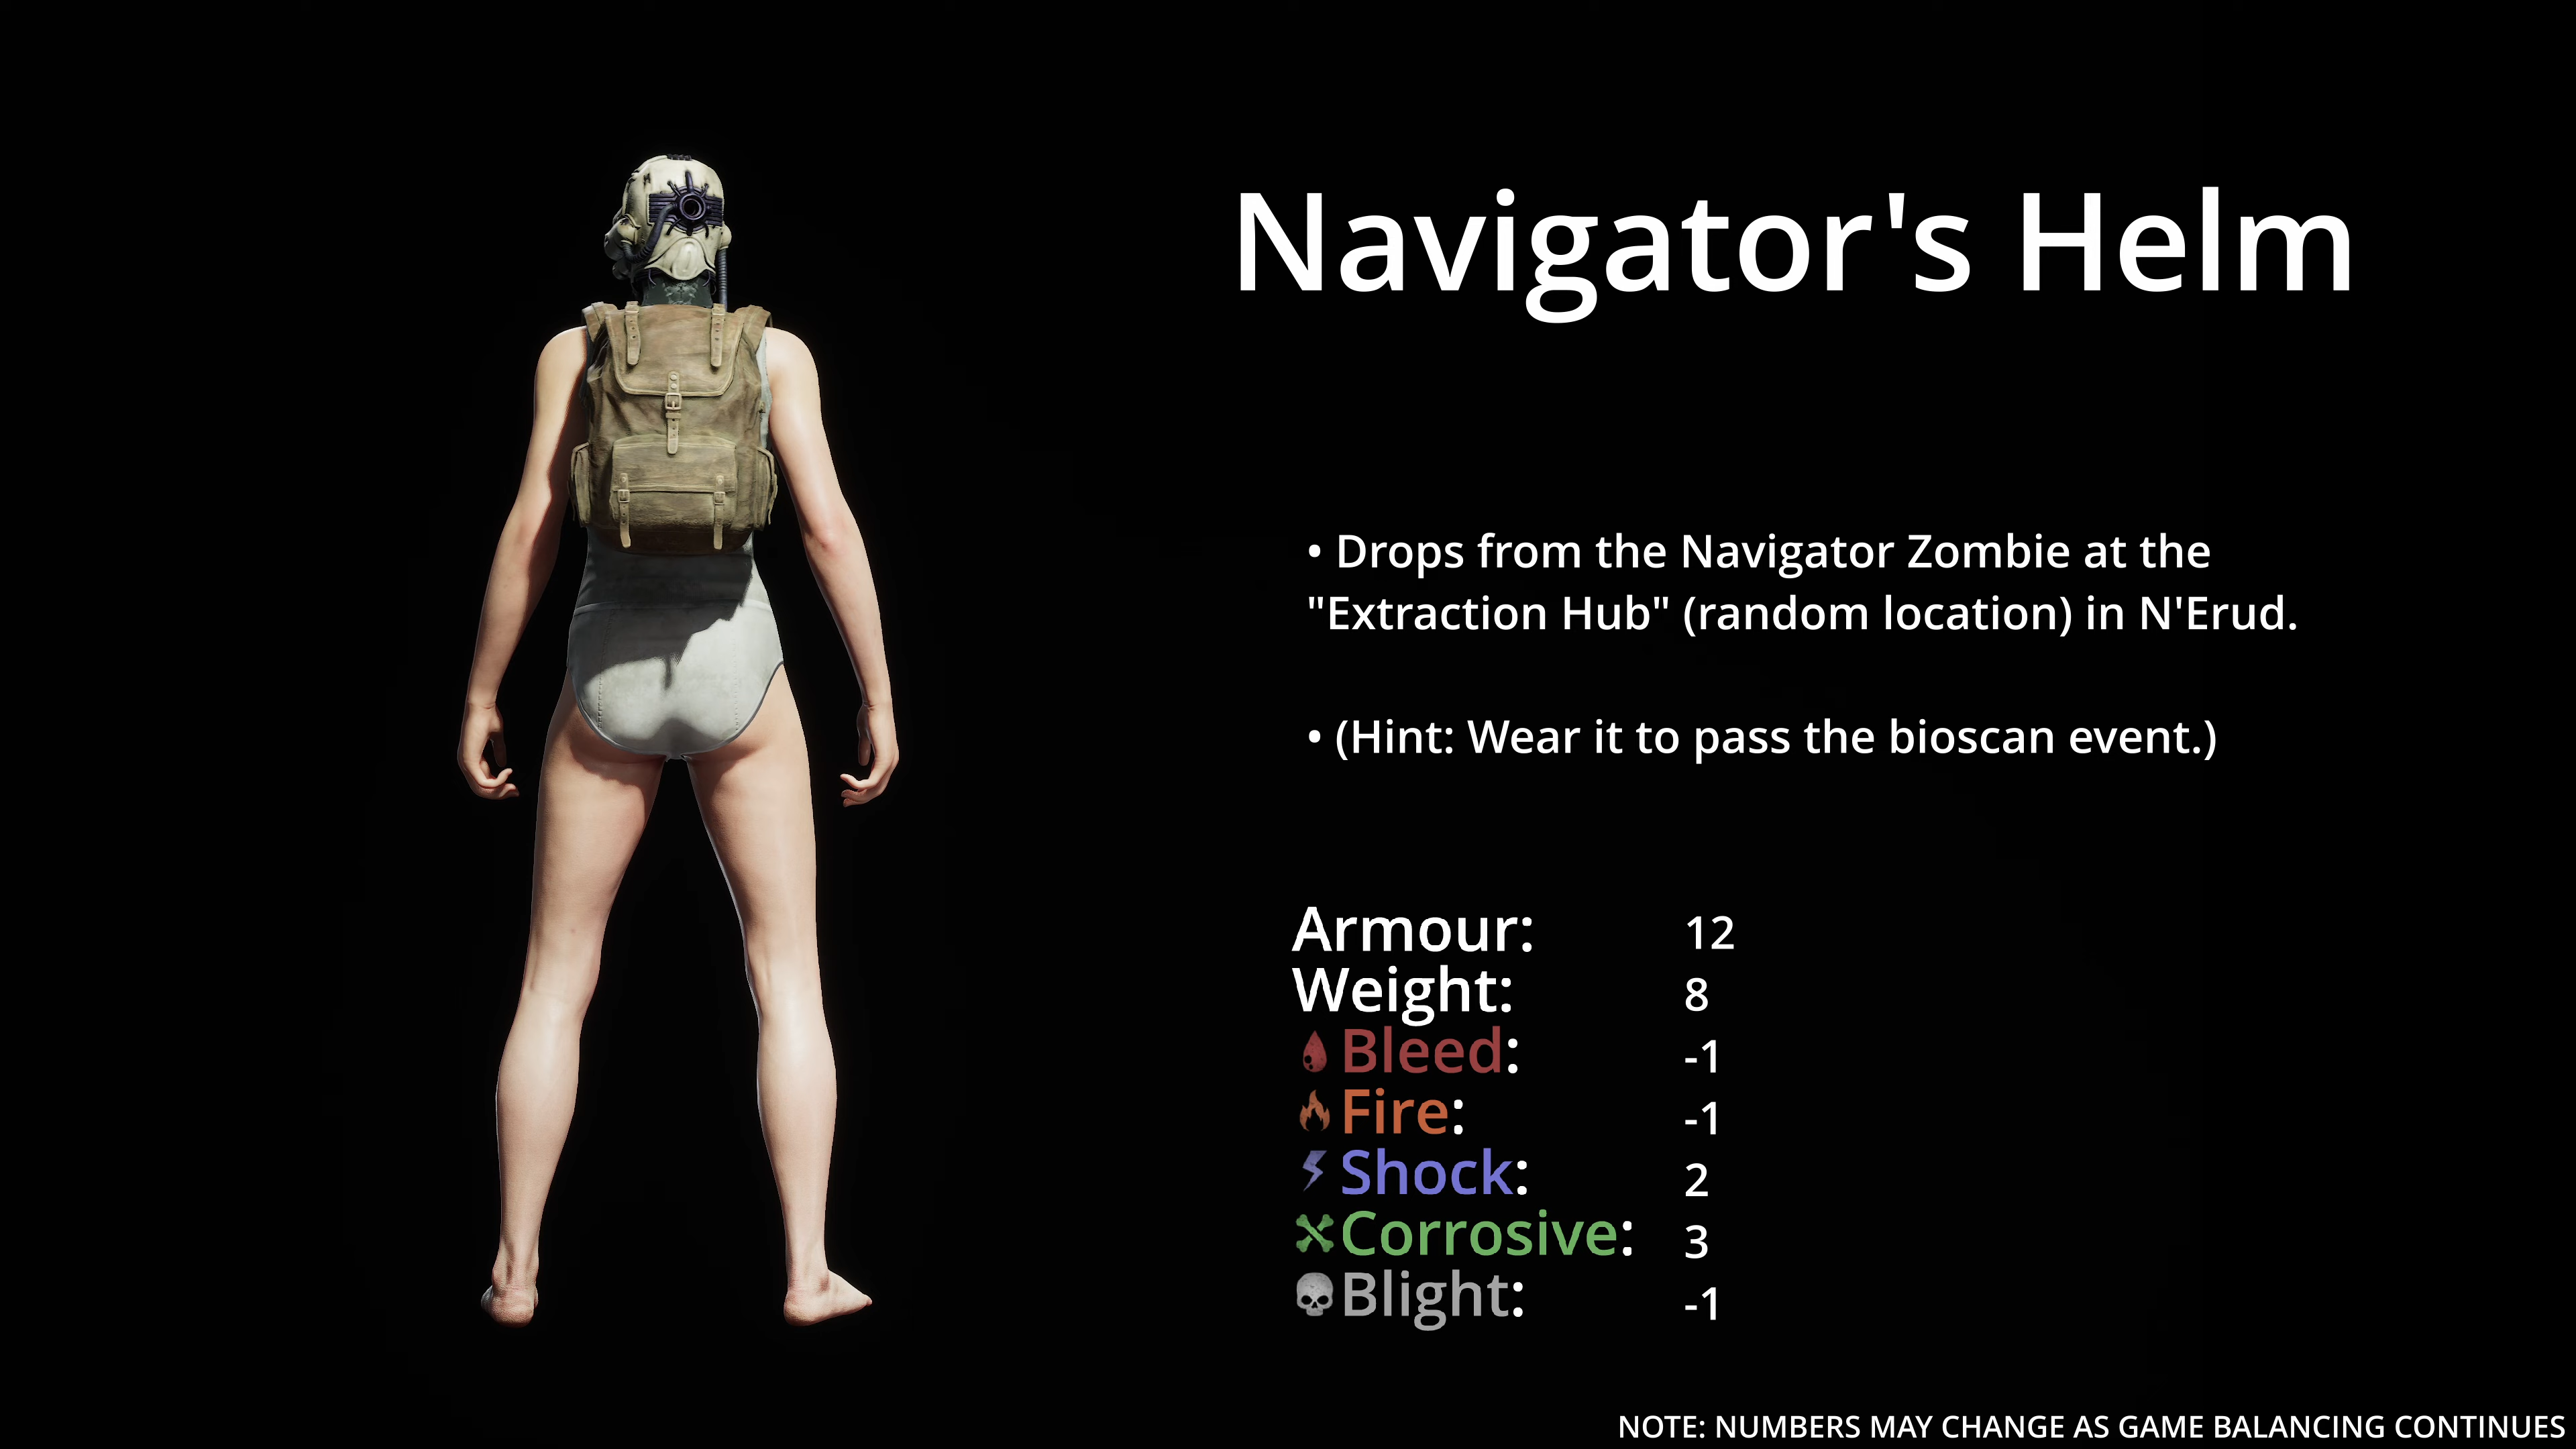 Navigator's Helm
• Drops from the Navigator Zombie at the
"Extraction Hub" (random location) in N'Erud.
• (Hint: Wear it to pass the bioscan event.)
Armour: 12
Weight: 8
Bleed: -1
Fire: -1
Shock: 2
Corrosive: 3
Blight: -1
NOTE: NUMBERS MAY CHANGE AS GAME BALANCING CONTINUES